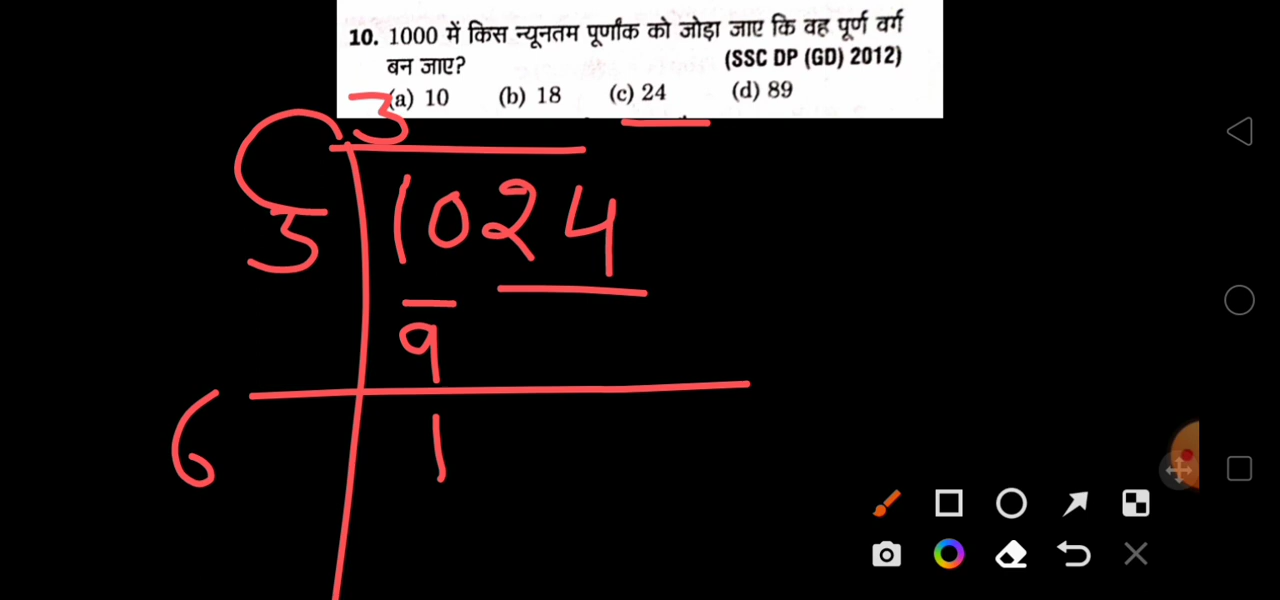 10. 1000 में किस न्यूनतम पूर्णांक को जोड़ा जाए कि वह पूर्ण वर्ग
बन जाए? (SSC DP (GD) 2012)
(a) 10 (b) 18 (c) 24 (d) 89
3
3 1024
9
6 1